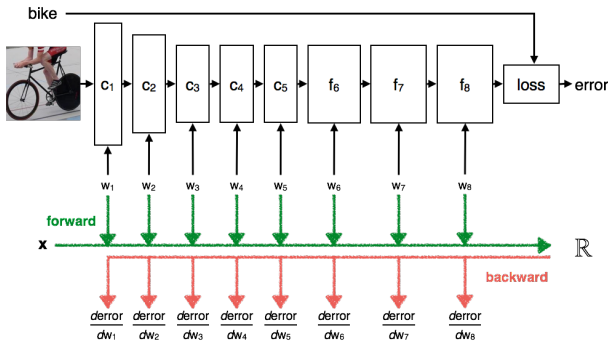 bike
c₁ c₂ c₃ c₄ c₅ f₆ f₇ f₈ loss error
w₁ w₂ w₃ w₄ w₅ w₆ w₇ w₈
forward
x ℝ
backward
derror derror derror derror derror derror derror derror
dw₁ dw₂ dw₃ dw₄ dw₅ dw₆ dw₇ dw₈